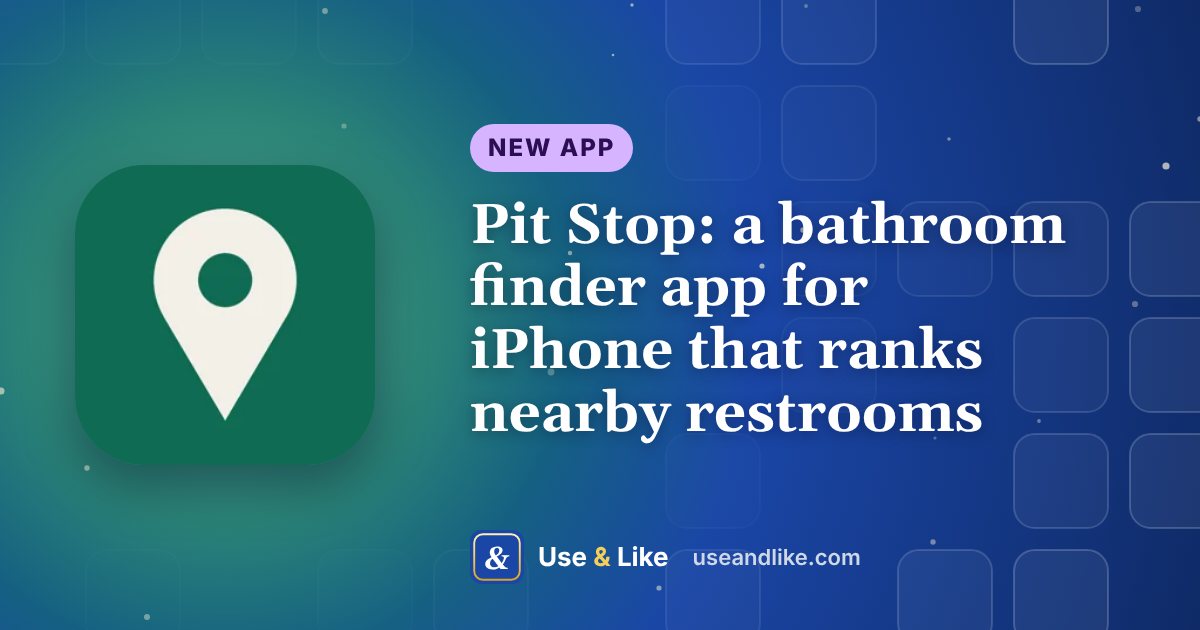 NEW APP
Pit Stop: a bathroom
finder app for
iPhone that ranks
nearby restrooms
& Use & Like useandlike.com